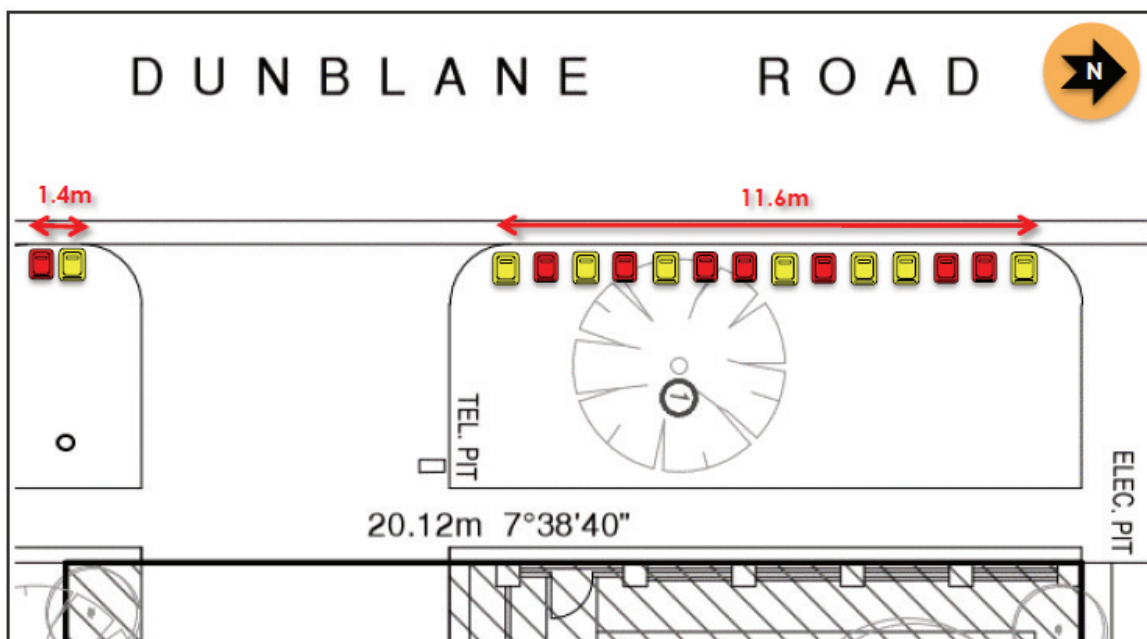 DUNBLANE ROAD
N
1.4m
11.6m
1
TEL. PIT
ELEC. PIT
20.12m 7°38'40"